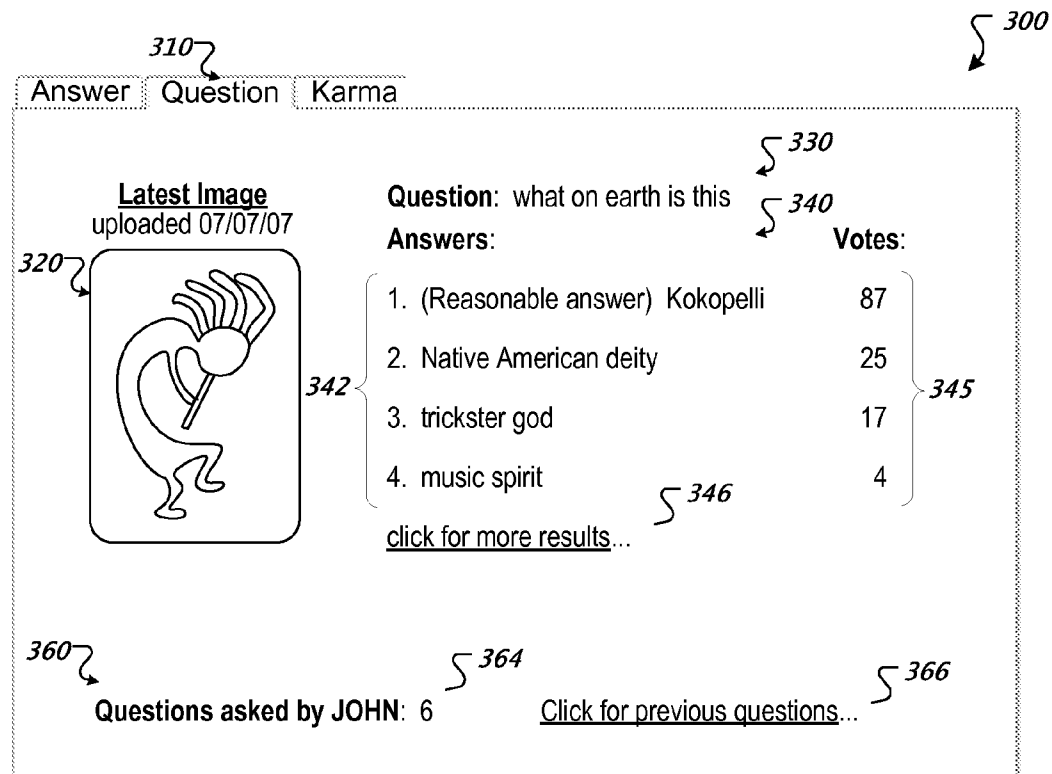 300
310
Answer Question Karma
330
Latest Image
uploaded 07/07/07
Question: what on earth is this
340
Answers: Votes:
320
1. (Reasonable answer) Kokopelli 87
2. Native American deity 25
342
345
3. trickster god 17
4. music spirit 4
346
click for more results...
360
364
366
Questions asked by JOHN: 6 Click for previous questions...